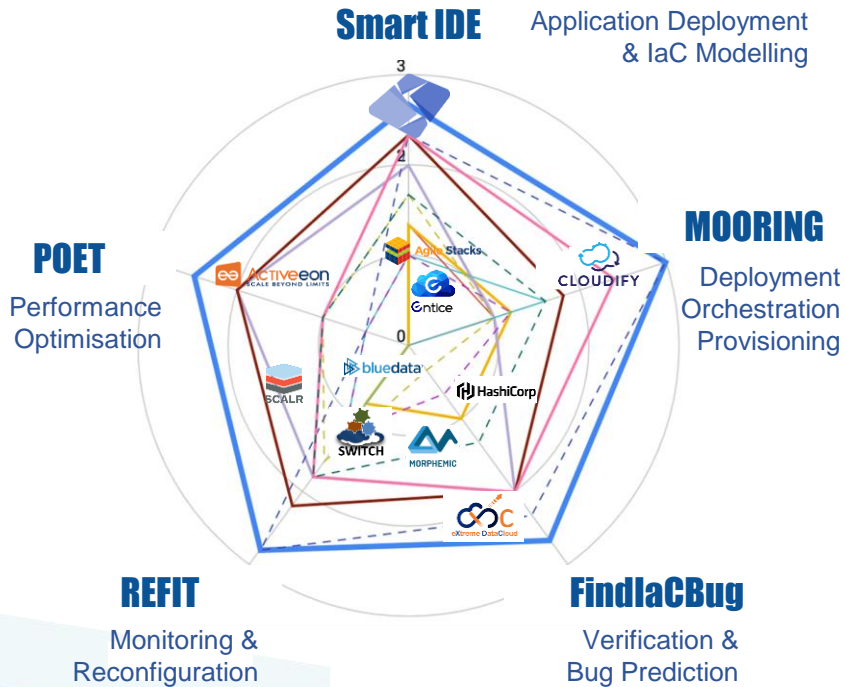 Smart IDE
Application Deployment
& IaC Modelling
3
2
0
MOORING
Deployment
Orchestration
Provisioning
POET
Performance
Optimisation
ACTIVEEON
SCALE BEYOND LIMITS
Agile Stacks
entice
CLOUDIFY
bluedata
HashiCorp
SCALR
SWITCH
MORPHEMIC
eXtreme DataCloud
REFIT
Monitoring &
Reconfiguration
FindIaCBug
Verification &
Bug Prediction